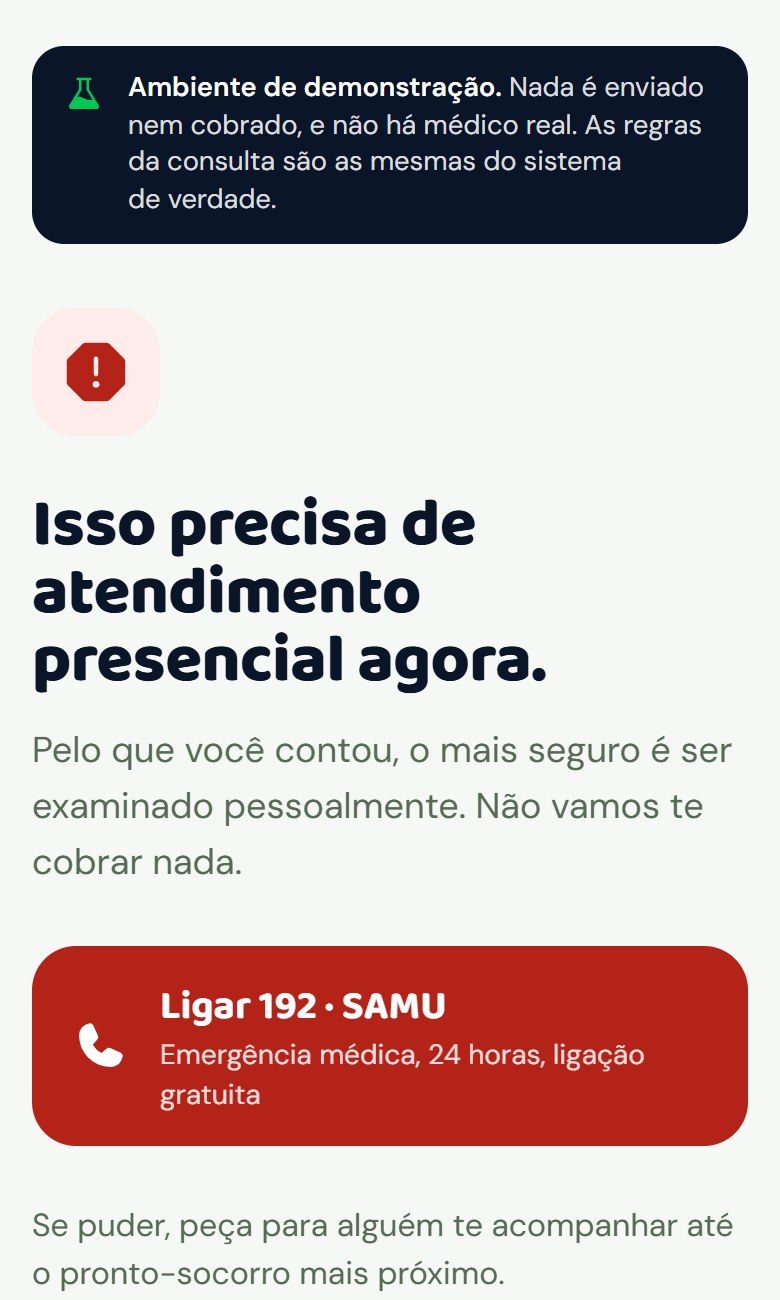 Ambiente de demonstração. Nada é enviado
nem cobrado, e não há médico real. As regras
da consulta são as mesmas do sistema
de verdade.
Isso precisa de
atendimento
presencial agora.
Pelo que você contou, o mais seguro é ser
examinado pessoalmente. Não vamos te
cobrar nada.
Ligar 192 · SAMU
Emergência médica, 24 horas, ligação
gratuita
Se puder, peça para alguém te acompanhar até
o pronto-socorro mais próximo.